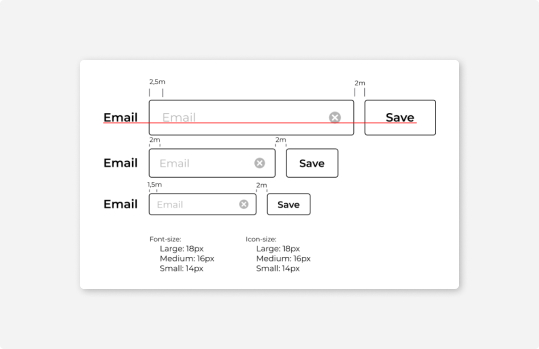 2,5m 2m
Email Email Save
2m 2m
Email Email Save
1,5m 2m
Email Email Save
Font-size: Icon-size:
Large: 18px Large: 18px
Medium: 16px Medium: 16px
Small: 14px Small: 14px